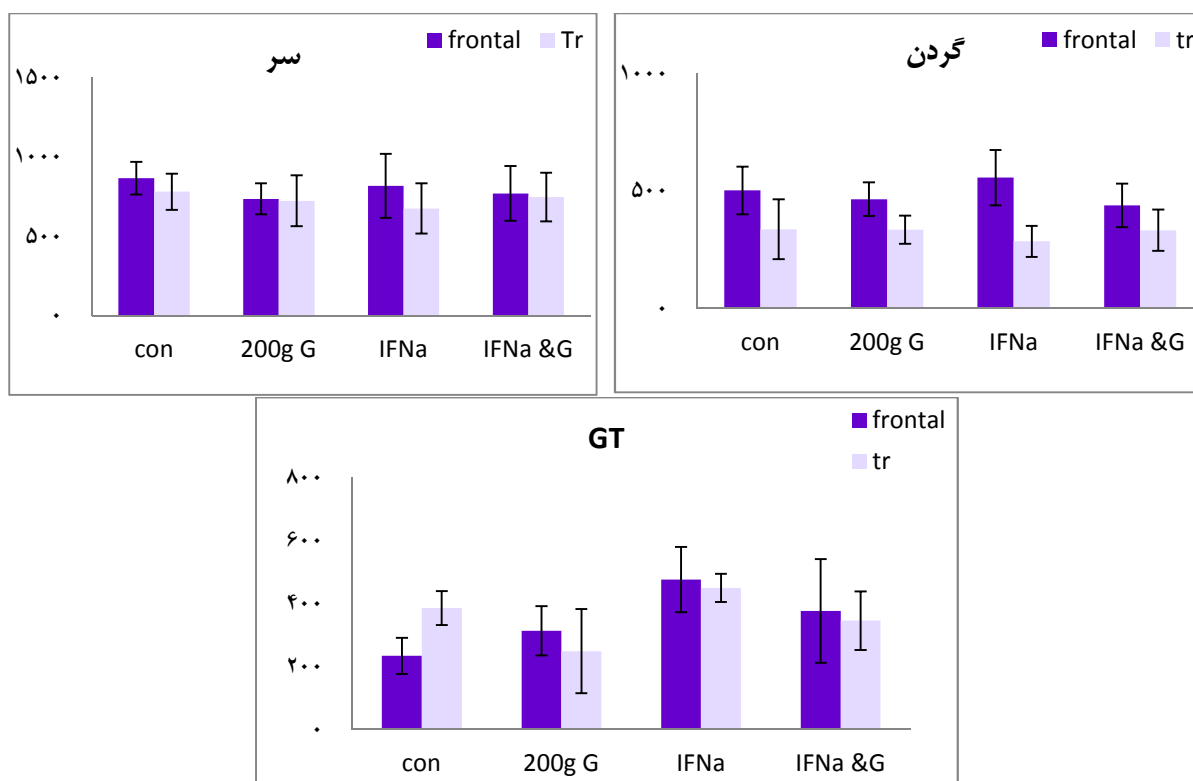 سر
frontal Tr
۱۵۰۰
۱۰۰۰
۵۰۰
۰
con 200g G IFNa IFNa &G
گردن
frontal tr
۱۰۰۰
۵۰۰
۰
con 200g G IFNa IFNa &G
GT
frontal
tr
۸۰۰
۶۰۰
۴۰۰
۲۰۰
۰
con 200g G IFNa IFNa &G